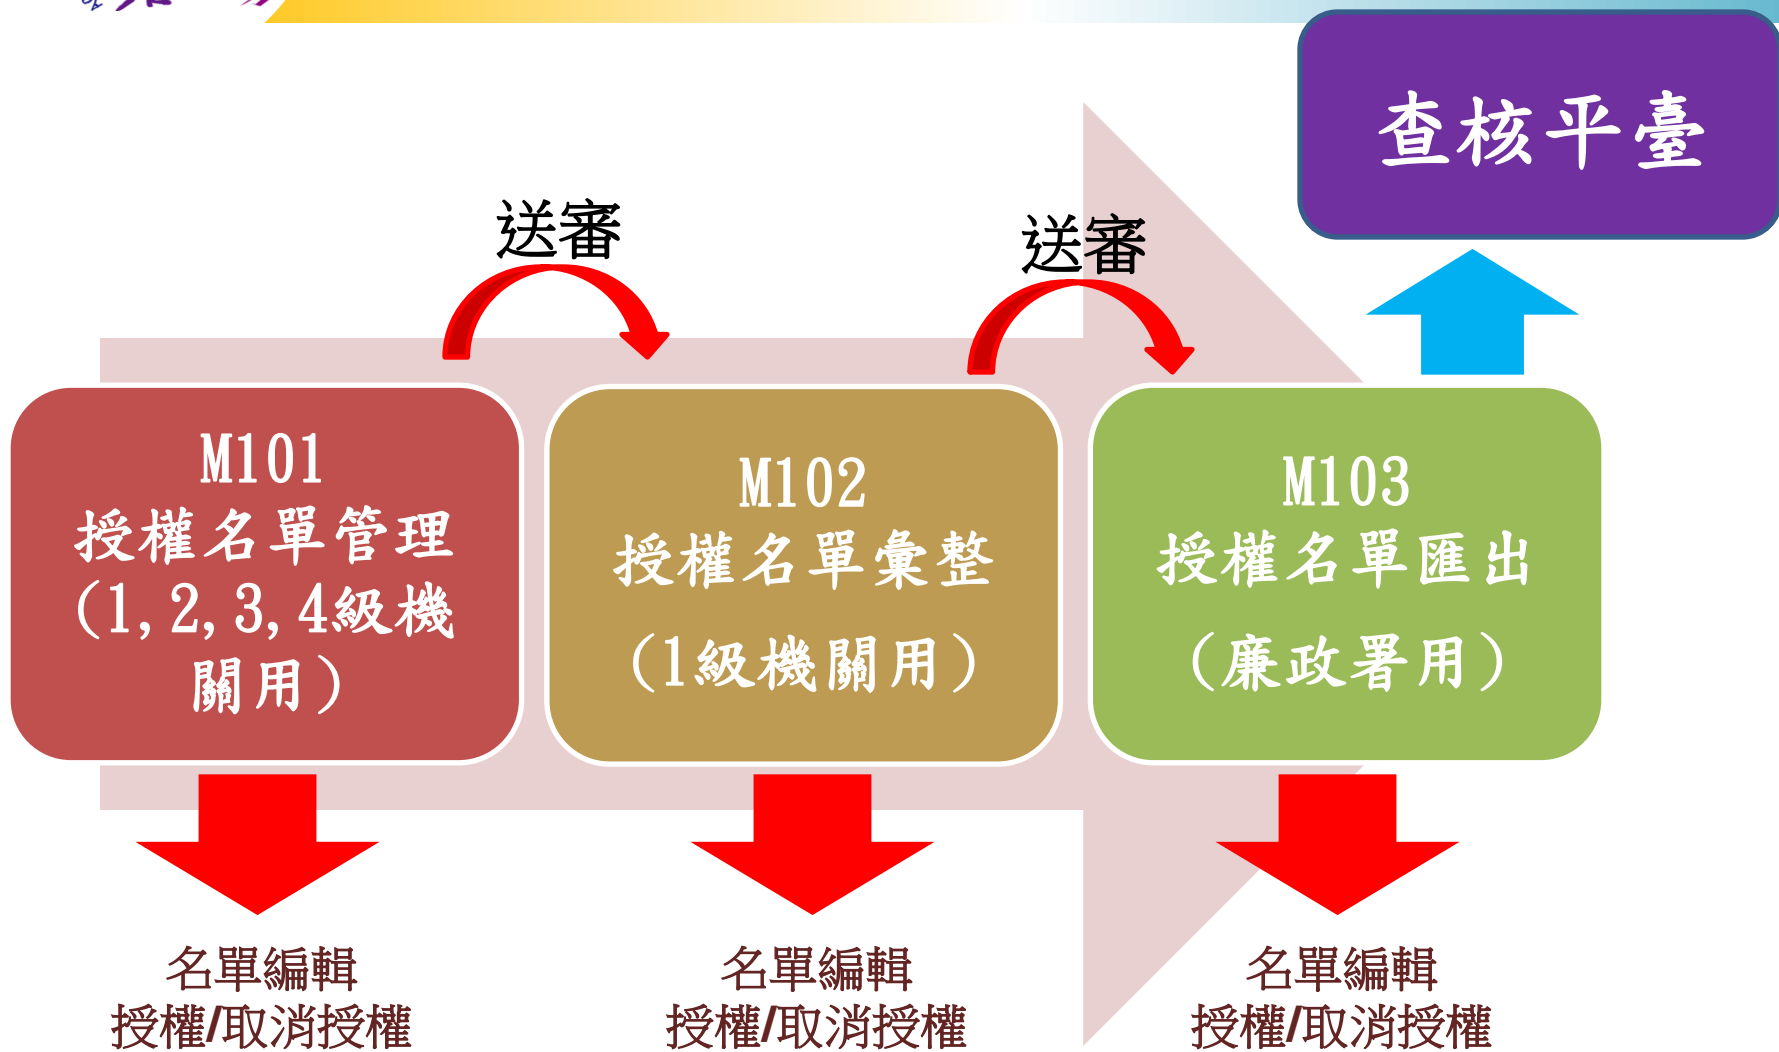 查核平臺
送審
送審
M101
授權名單管理
(1,2,3,4級機
關用)
M102
授權名單彙整
(1級機關用)
M103
授權名單匯出
(廉政署用)
名單編輯
授權/取消授權
名單編輯
授權/取消授權
名單編輯
授權/取消授權